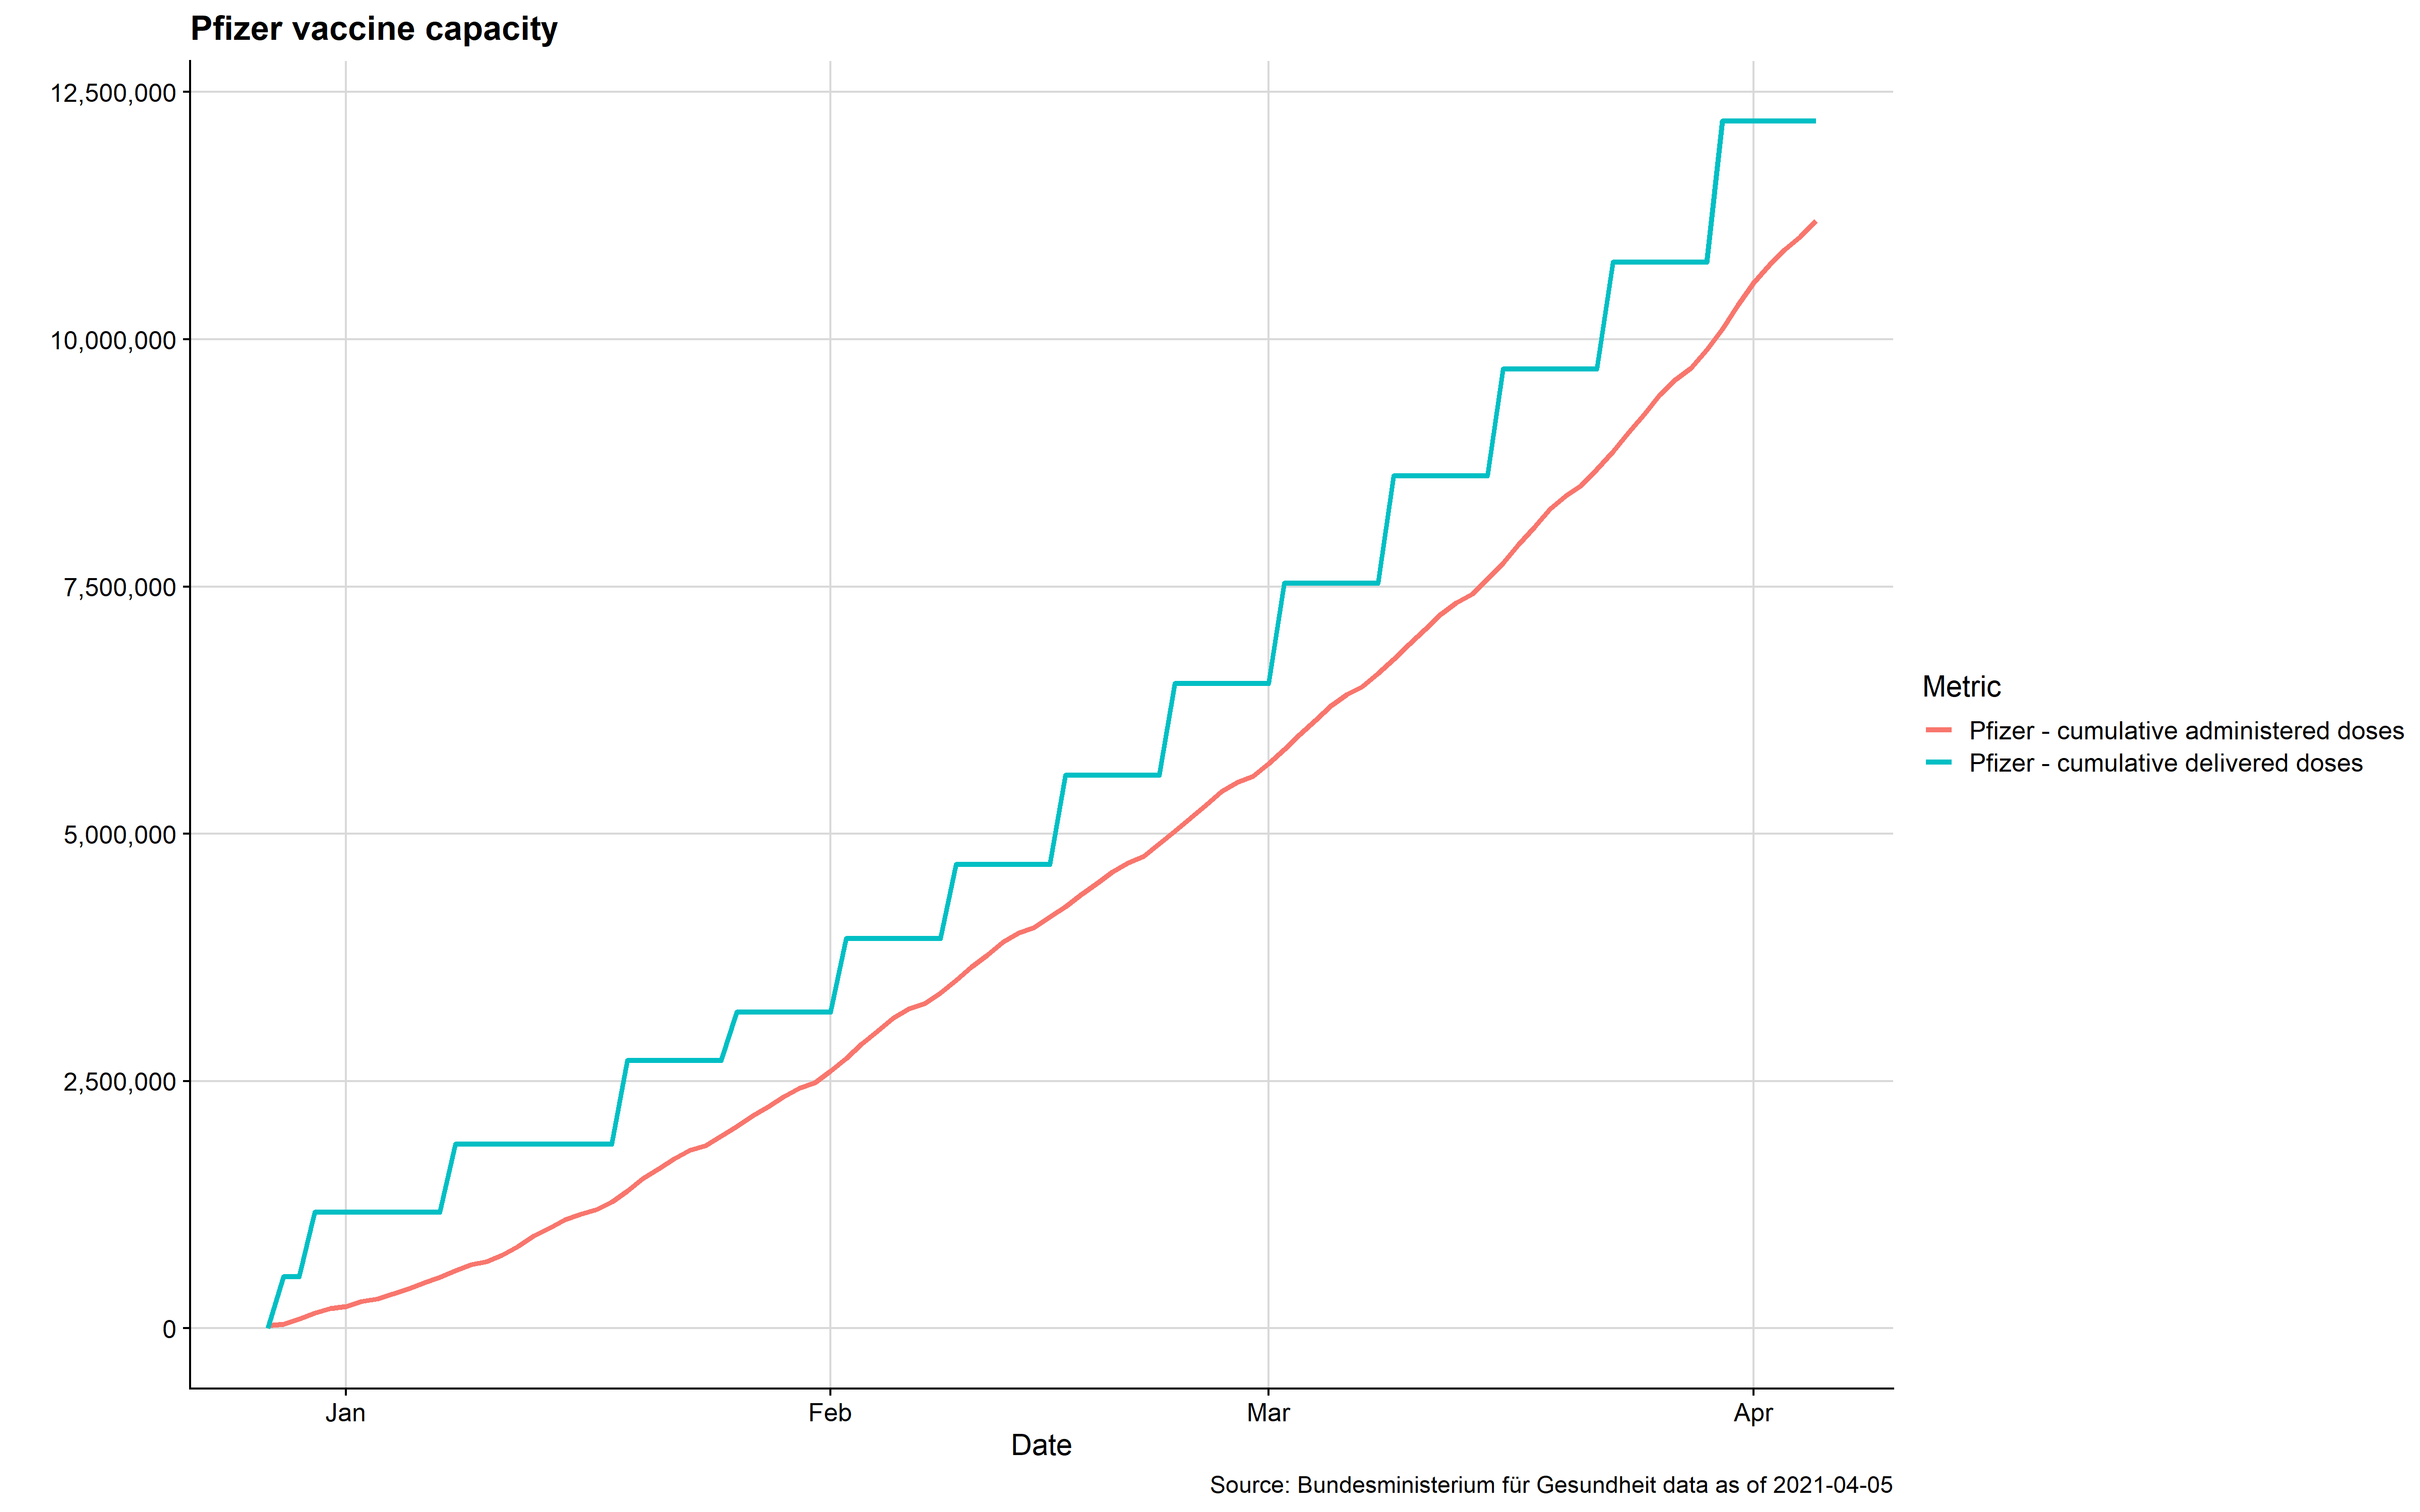 Pfizer vaccine capacity
12,500,000
10,000,000
7,500,000
5,000,000
2,500,000
0
Jan Feb Mar Apr
Date
Metric
Pfizer - cumulative administered doses
Pfizer - cumulative delivered doses
Source: Bundesministerium für Gesundheit data as of 2021-04-05